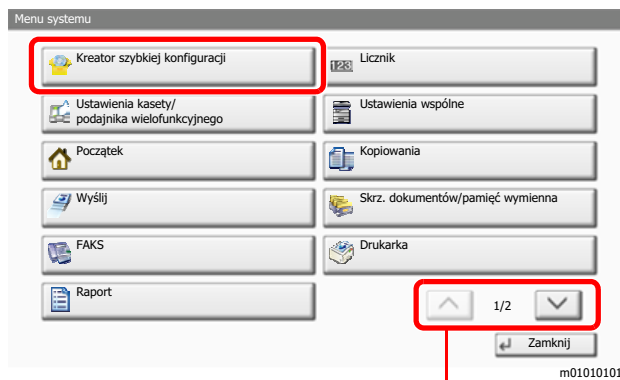 Menu systemu
Kreator szybkiej konfiguracji
123 Licznik
Ustawienia kasety/
podajnika wielofunkcyjnego
Ustawienia wspólne
Początek
Kopiowania
Wyślij
Skrz. dokumentów/pamięć wymienna
FAKS
Drukarka
Raport
1/2
Zamknij
m01010101